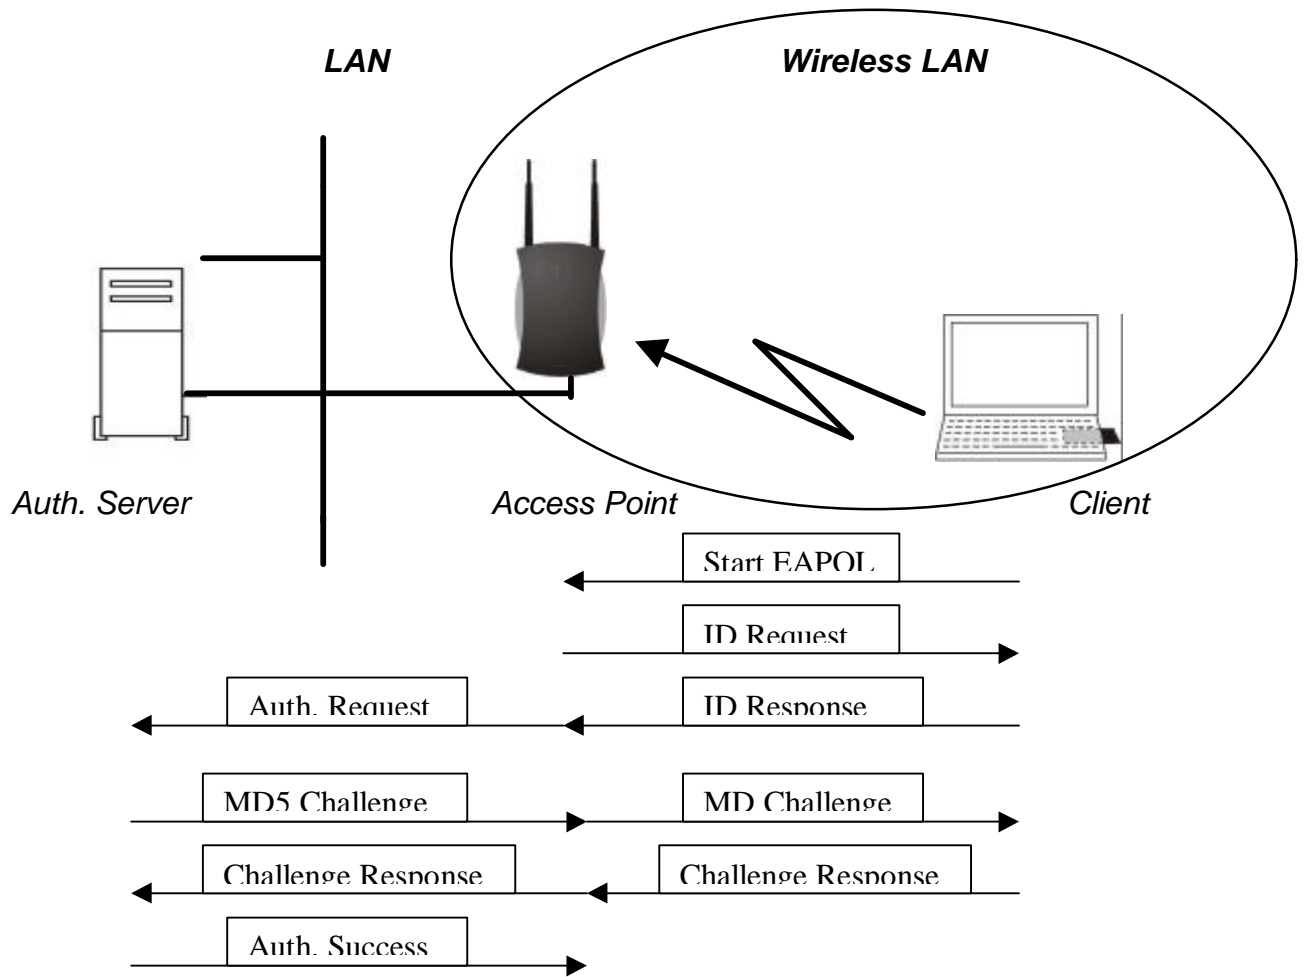 LAN
Wireless LAN
Auth. Server
Access Point
Client
Start EAPOL
ID Request
Auth. Request
ID Response
MD5 Challenge
MD Challenge
Challenge Response
Challenge Response
Auth. Success